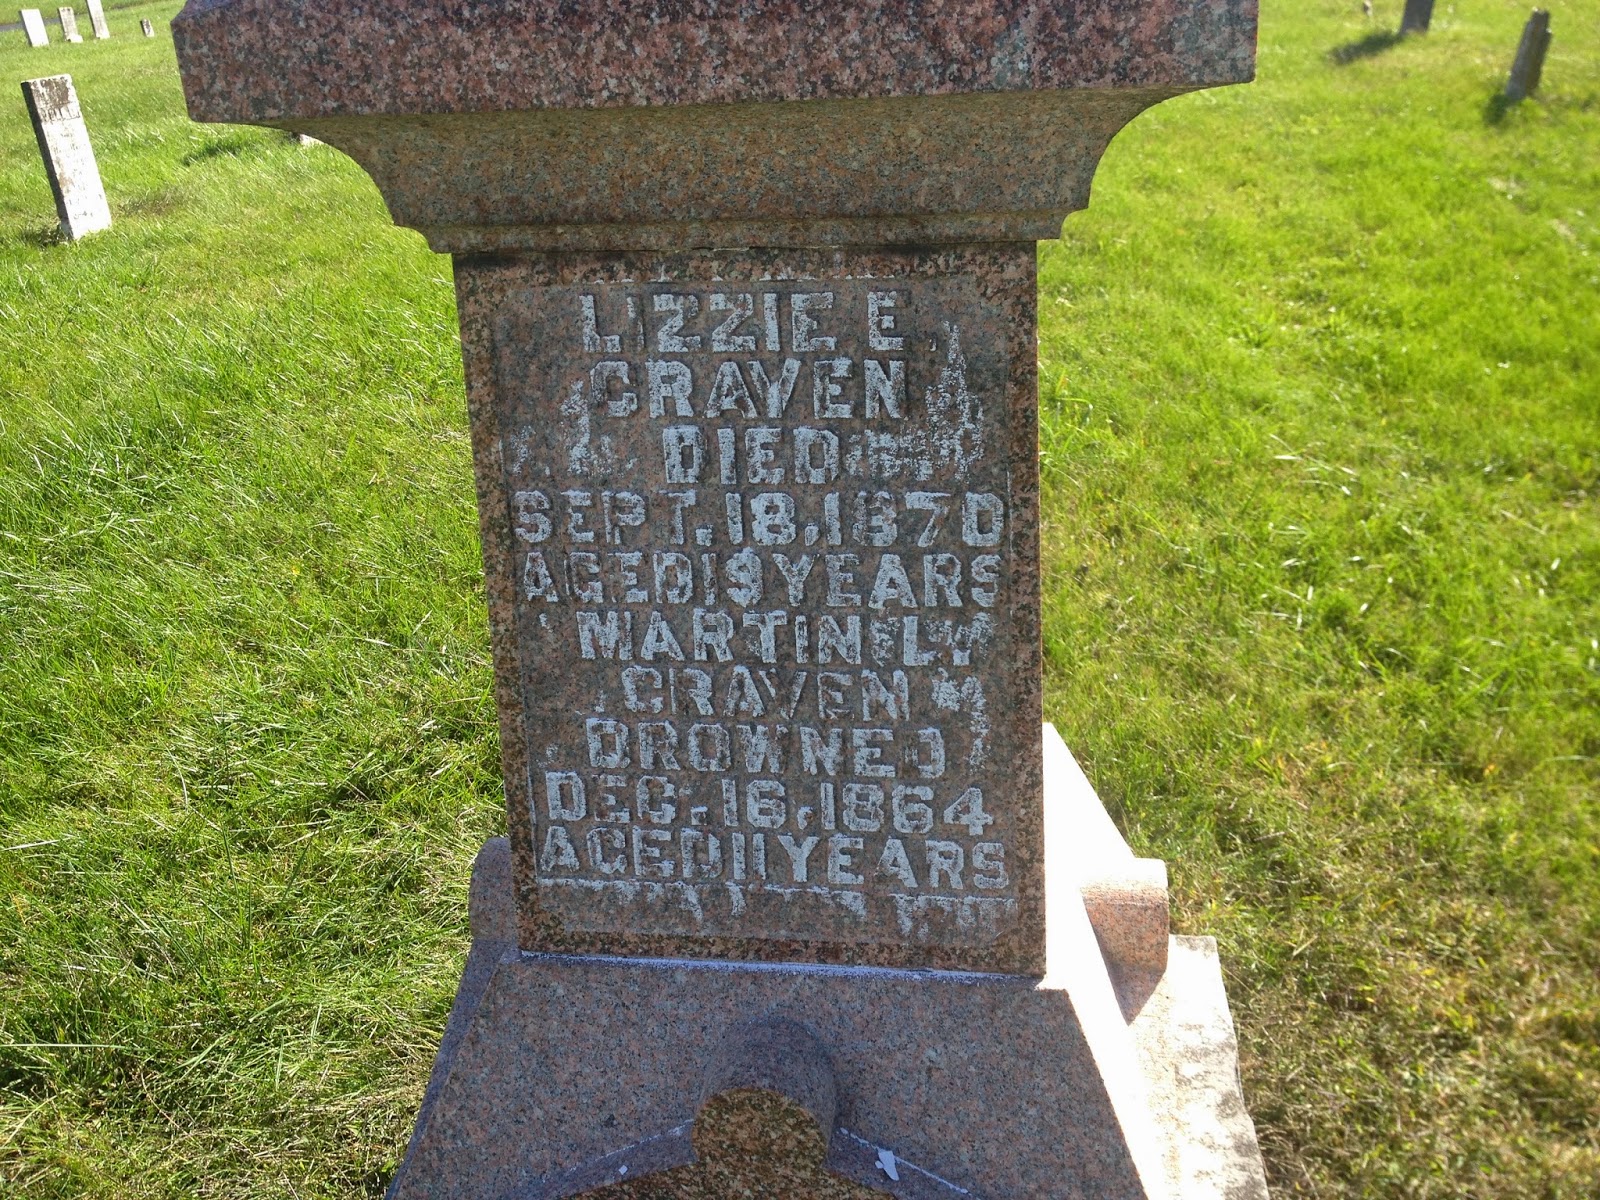 LIZZIE E.
CRAVEN
DIED
SEPT. 18, 1870
AGED 19 YEARS
MARTIN L.
CRAVEN
DROWNED
DEC. 16, 1864
AGED 11 YEARS